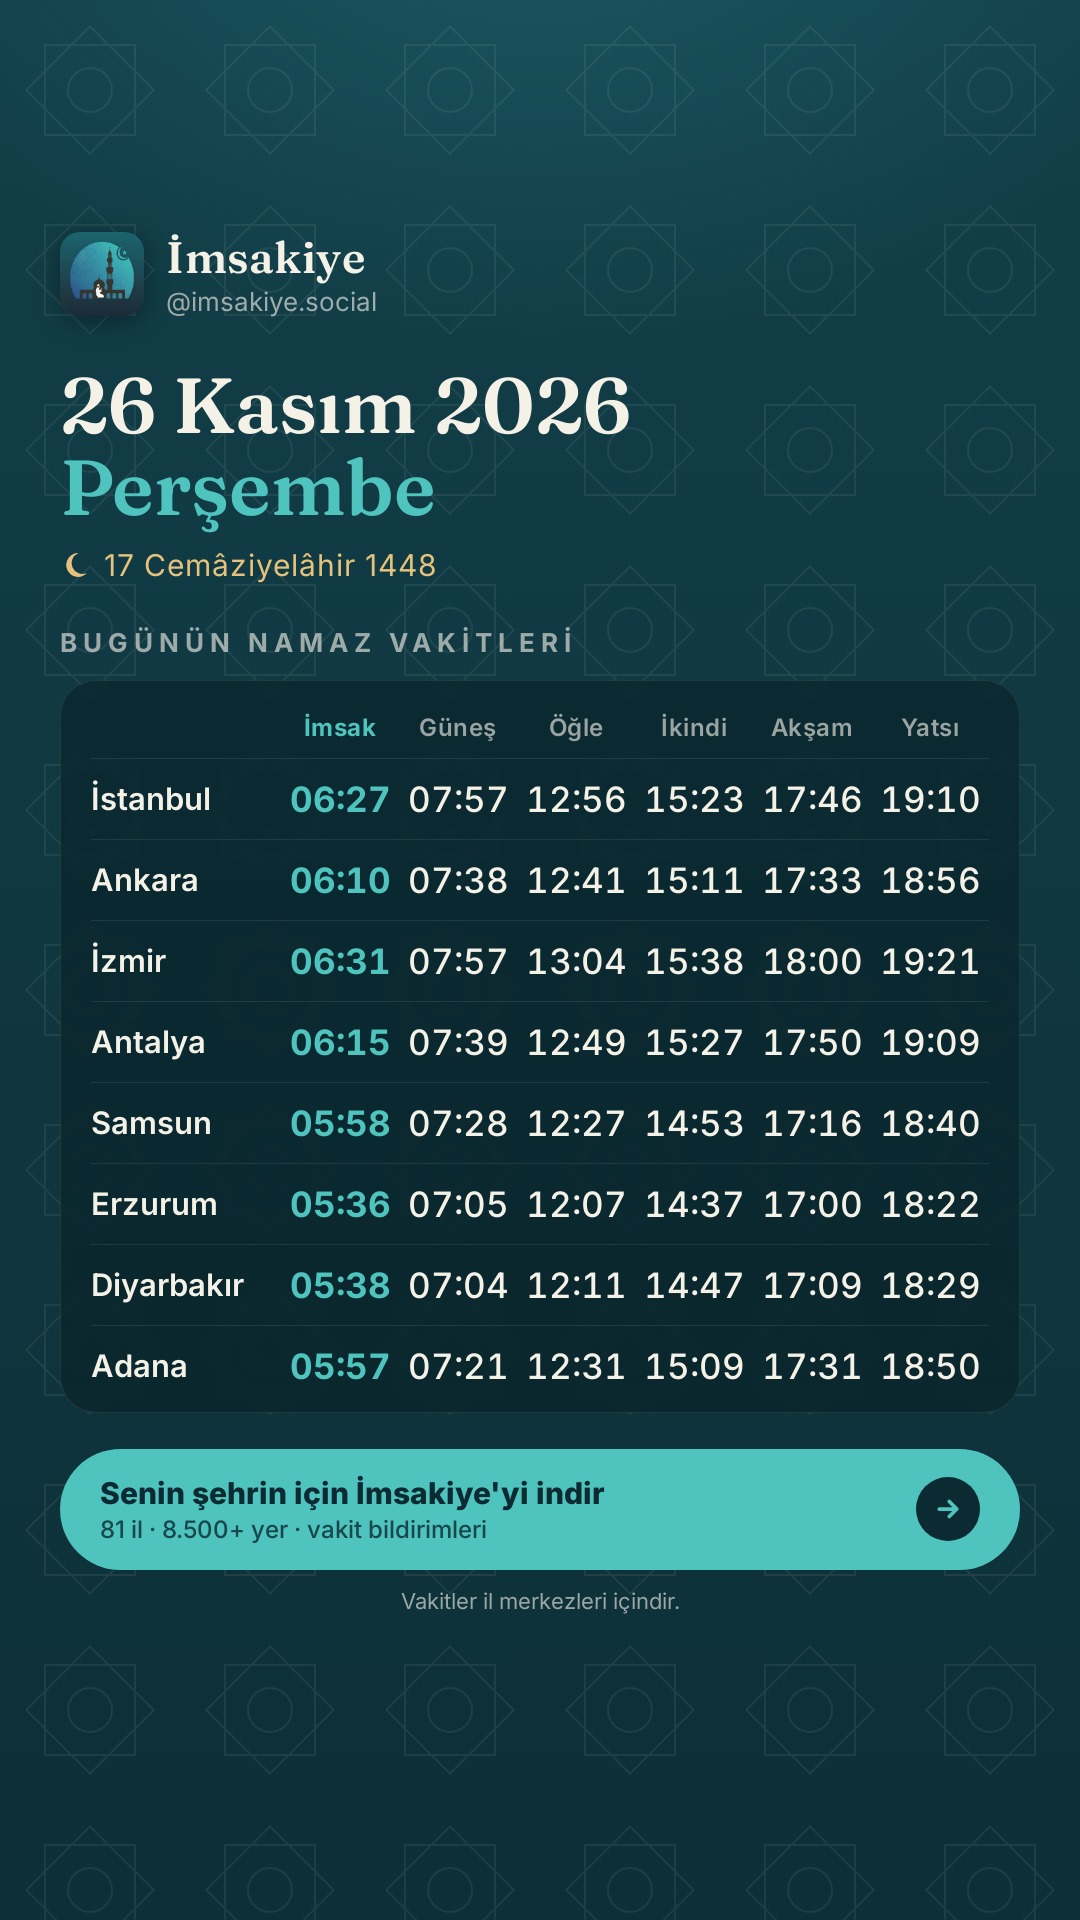 İmsakiye
@imsakiye.social
26 Kasım 2026
Perşembe
17 Cemâziyelâhir 1448
BUGÜNÜN NAMAZ VAKİTLERİ
İmsak Güneş Öğle İkindi Akşam Yatsı
İstanbul 06:27 07:57 12:56 15:23 17:46 19:10
Ankara 06:10 07:38 12:41 15:11 17:33 18:56
İzmir 06:31 07:57 13:04 15:38 18:00 19:21
Antalya 06:15 07:39 12:49 15:27 17:50 19:09
Samsun 05:58 07:28 12:27 14:53 17:16 18:40
Erzurum 05:36 07:05 12:07 14:37 17:00 18:22
Diyarbakır 05:38 07:04 12:11 14:47 17:09 18:29
Adana 05:57 07:21 12:31 15:09 17:31 18:50
Senin şehrin için İmsakiye'yi indir
81 il · 8.500+ yer · vakit bildirimleri
Vakitler il merkezleri içindir.